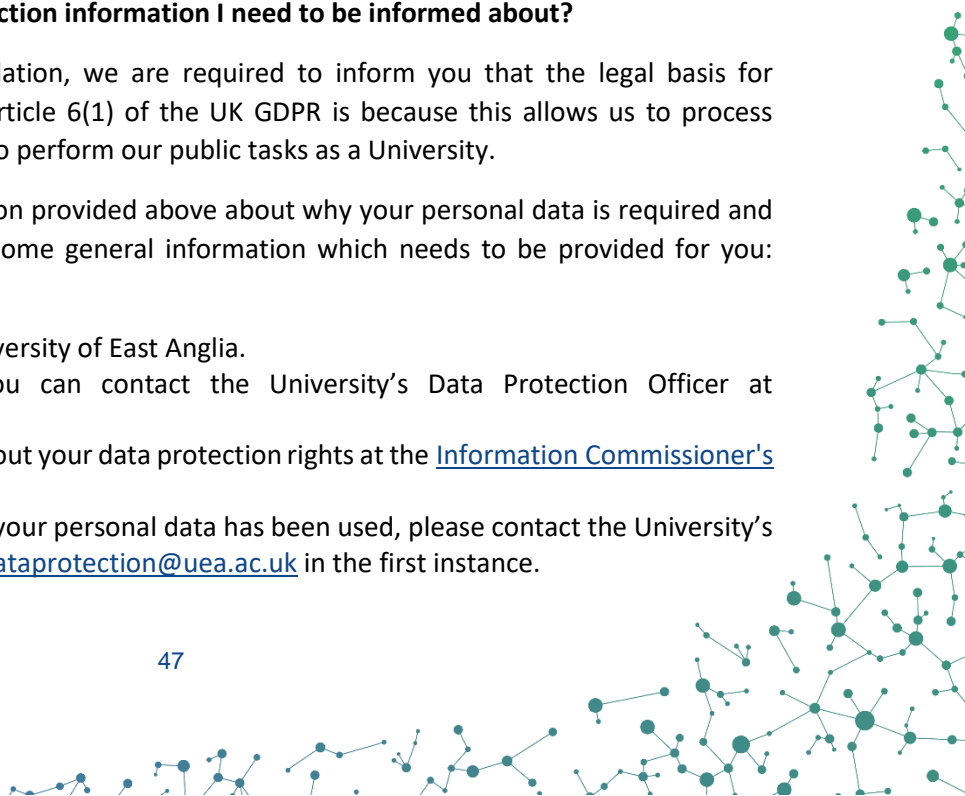 ction information I need to be informed about?
lation, we are required to inform you that the legal basis for
rticle 6(1) of the UK GDPR is because this allows us to process
o perform our public tasks as a University.
on provided above about why your personal data is required and
ome general information which needs to be provided for you:
versity of East Anglia.
ou can contact the University’s Data Protection Officer at
out your data protection rights at the Information Commissioner's
your personal data has been used, please contact the University’s
ataprotection@uea.ac.uk in the first instance.
47